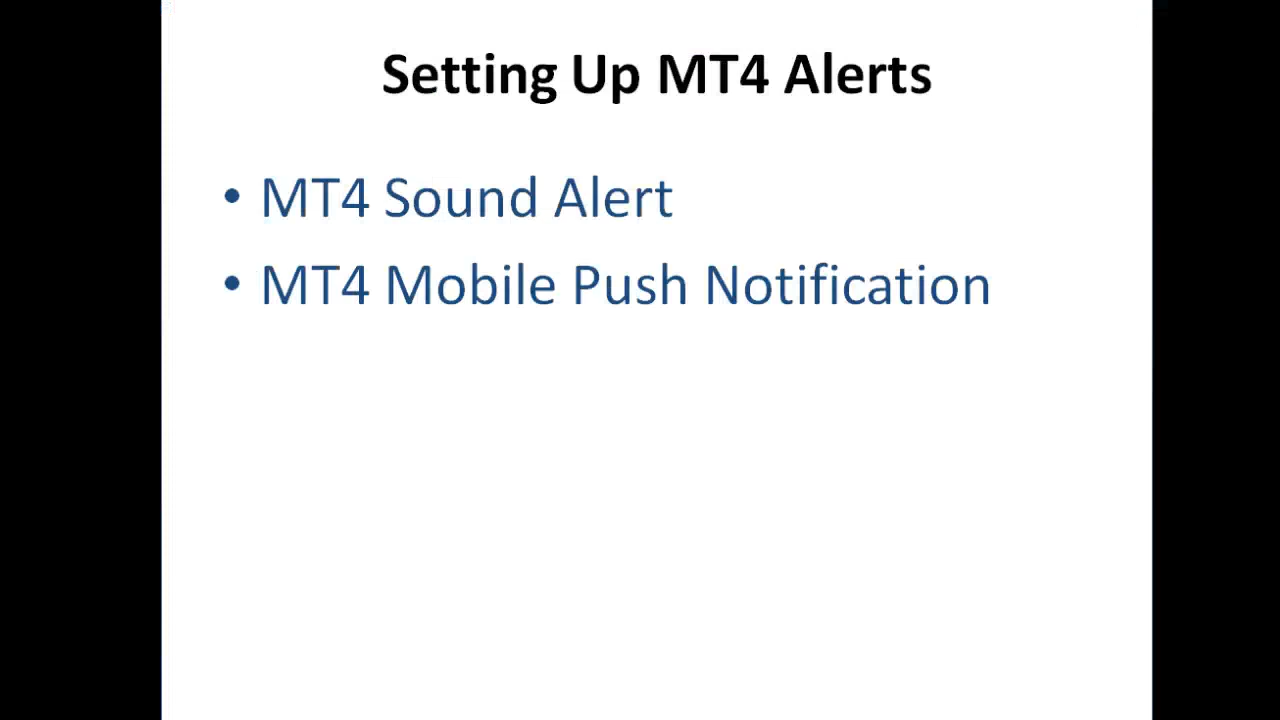 Setting Up MT4 Alerts
• MT4 Sound Alert
• MT4 Mobile Push Notification